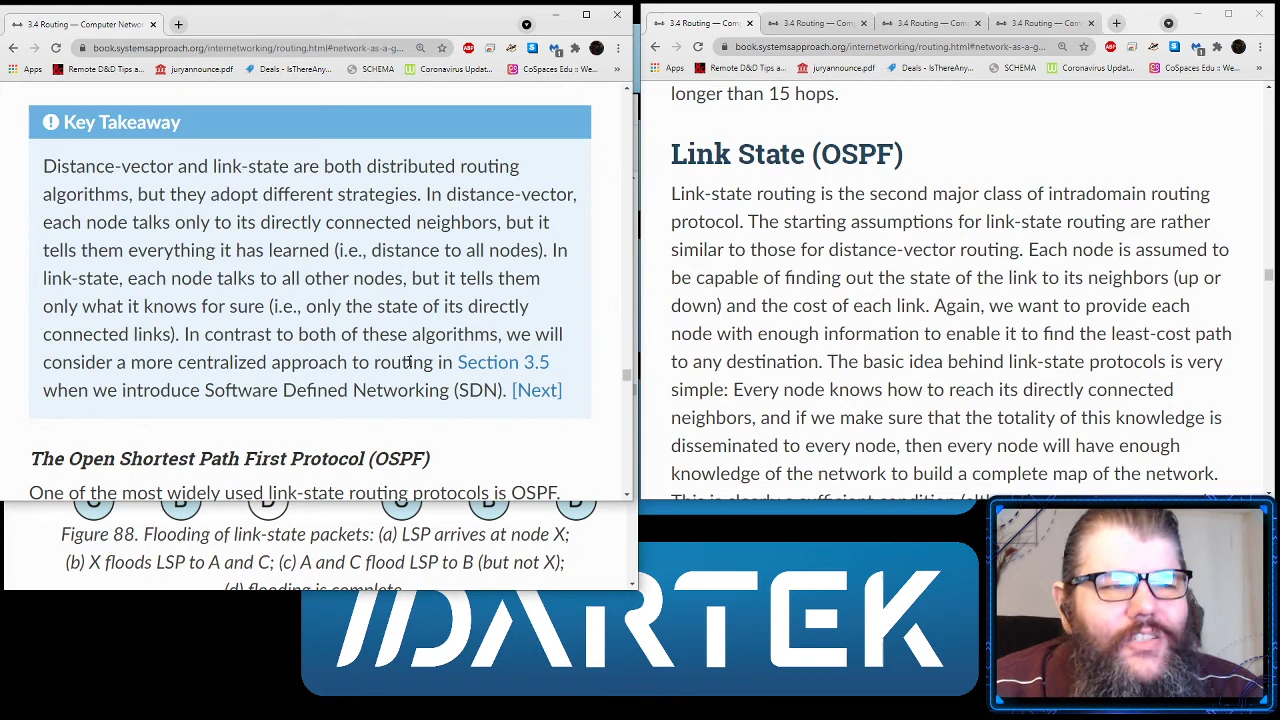 3.4 Routing — Computer Netwo
book.systemsapproach.org/internetworking/routing.html#network-as-a-g...
Apps
Remote D&D Tips a...
juryannounce.pdf
Deals - IsThereAny...
SCHEMA
Coronavirus Updat...
CoSpaces Edu :: We...
Key Takeaway
Distance-vector and link-state are both distributed routing
algorithms, but they adopt different strategies. In distance-vector,
each node talks only to its directly connected neighbors, but it
tells them everything it has learned (i.e., distance to all nodes). In
link-state, each node talks to all other nodes, but it tells them
only what it knows for sure (i.e., only the state of its directly
connected links). In contrast to both of these algorithms, we will
consider a more centralized approach to routing in Section 3.5
when we introduce Software Defined Networking (SDN). [Next]
The Open Shortest Path First Protocol (OSPF)
One of the most widely used link-state routing protocols is OSPF.
C B D C B D
Figure 88. Flooding of link-state packets: (a) LSP arrives at node X;
(b) X floods LSP to A and C; (c) A and C flood LSP to B (but not X);
(d) flooding is complete
3.4 Routing — Com
3.4 Routing — Com
3.4 Routing — Com
3.4 Routing — Com
book.systemsapproach.org/internetworking/routing.html#network-as-a-g...
Apps
Remote D&D Tips a...
juryannounce.pdf
Deals - IsThereAny...
SCHEMA
Coronavirus Updat...
CoSpaces Edu :: We...
longer than 15 hops.
Link State (OSPF)
Link-state routing is the second major class of intradomain routing
protocol. The starting assumptions for link-state routing are rather
similar to those for distance-vector routing. Each node is assumed to
be capable of finding out the state of the link to its neighbors (up or
down) and the cost of each link. Again, we want to provide each
node with enough information to enable it to find the least-cost path
to any destination. The basic idea behind link-state protocols is very
simple: Every node knows how to reach its directly connected
neighbors, and if we make sure that the totality of this knowledge is
disseminated to every node, then every node will have enough
knowledge of the network to build a complete map of the network.
This is clearly a sufficient condition
DARTEK